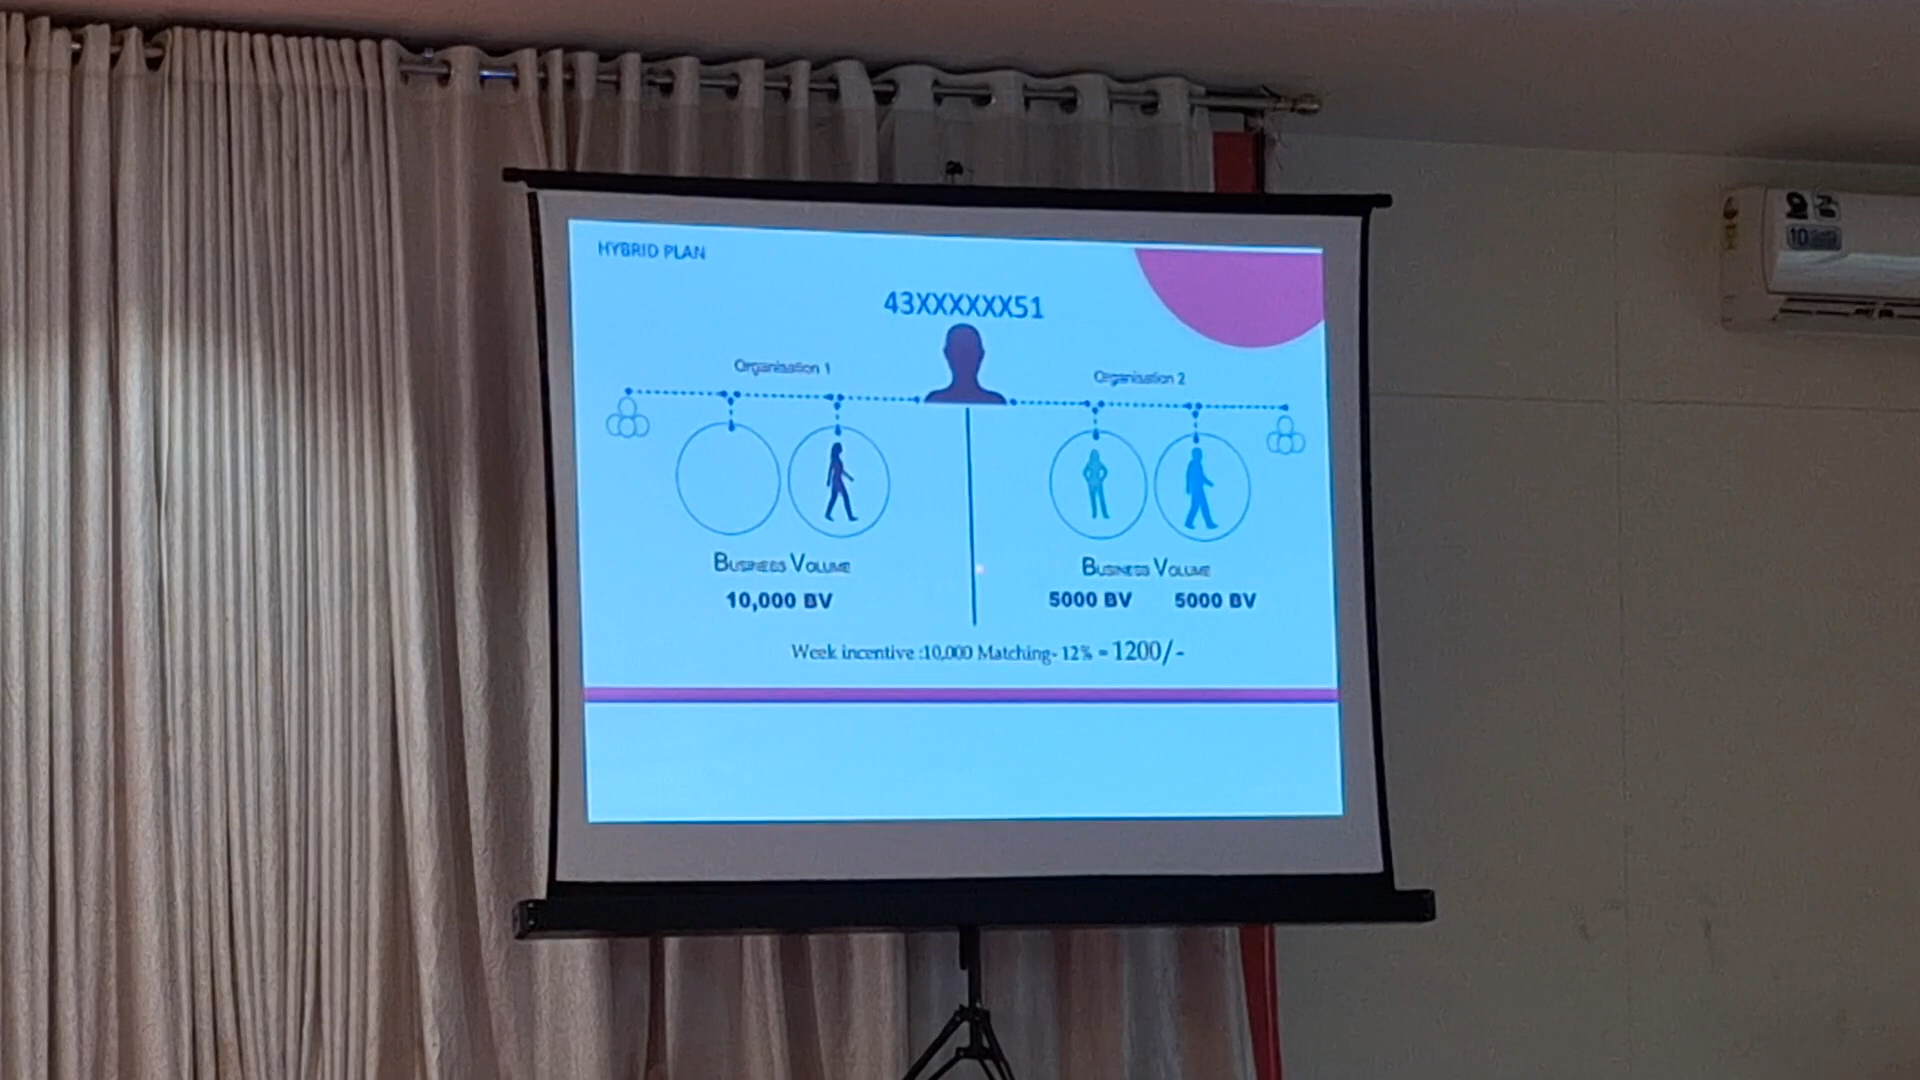 HYBRID PLAN
43XXXXXX51
Organisation 1
Organisation 2
BUSINESS VOLUME
BUSINESS VOLUME
10,000 BV
5000 BV 5000 BV
Week incentive :10,000 Matching- 12% = 1200/-
10